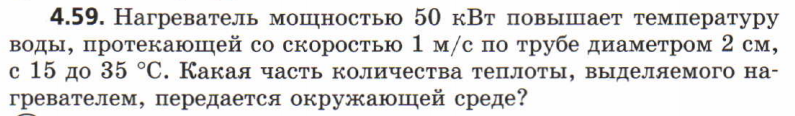 4.59. Нагреватель мощностью 50 кВт повышает температуру
воды, протекающей со скоростью 1 м/с по трубе диаметром 2 см,
с 15 до 35 °С. Какая часть количества теплоты, выделяемого на-
гревателем, передается окружающей среде?